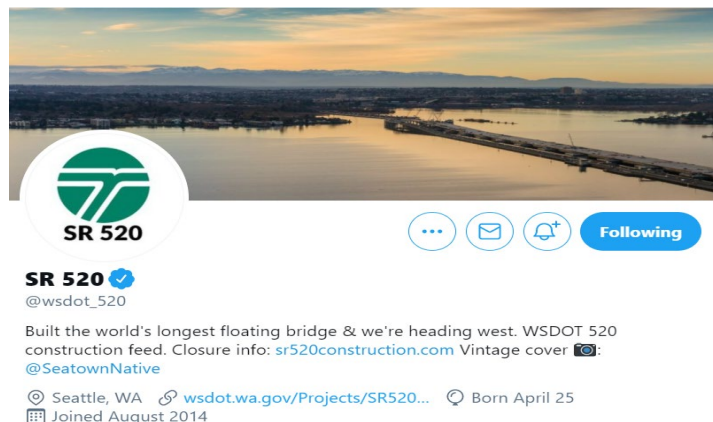 SR 520
Following
SR 520
@wsdot_520
Built the world's longest floating bridge & we're heading west. WSDOT 520
construction feed. Closure info: sr520construction.com Vintage cover 📷:
@SeatownNative
Seattle, WA wsdot.wa.gov/Projects/SR520... Born April 25
Joined August 2014